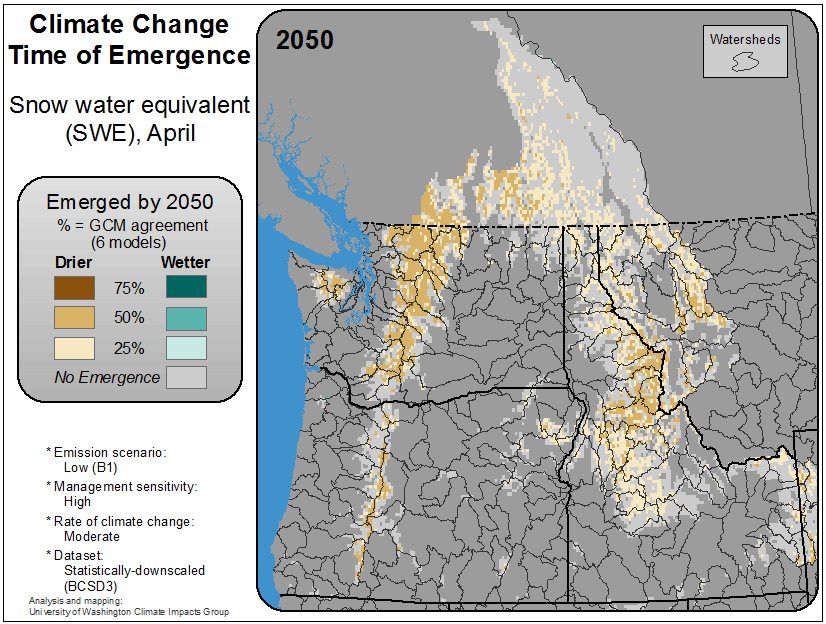 Climate Change
Time of Emergence
Snow water equivalent
(SWE), April
Emerged by 2050
% = GCM agreement
(6 models)
Drier Wetter
75%
50%
25%
No Emergence
* Emission scenario:
Low (B1)
* Management sensitivity:
High
* Rate of climate change:
Moderate
* Dataset:
Statistically-downscaled
(BCSD3)
Analysis and mapping:
University of Washington Climate Impacts Group
2050
Watersheds